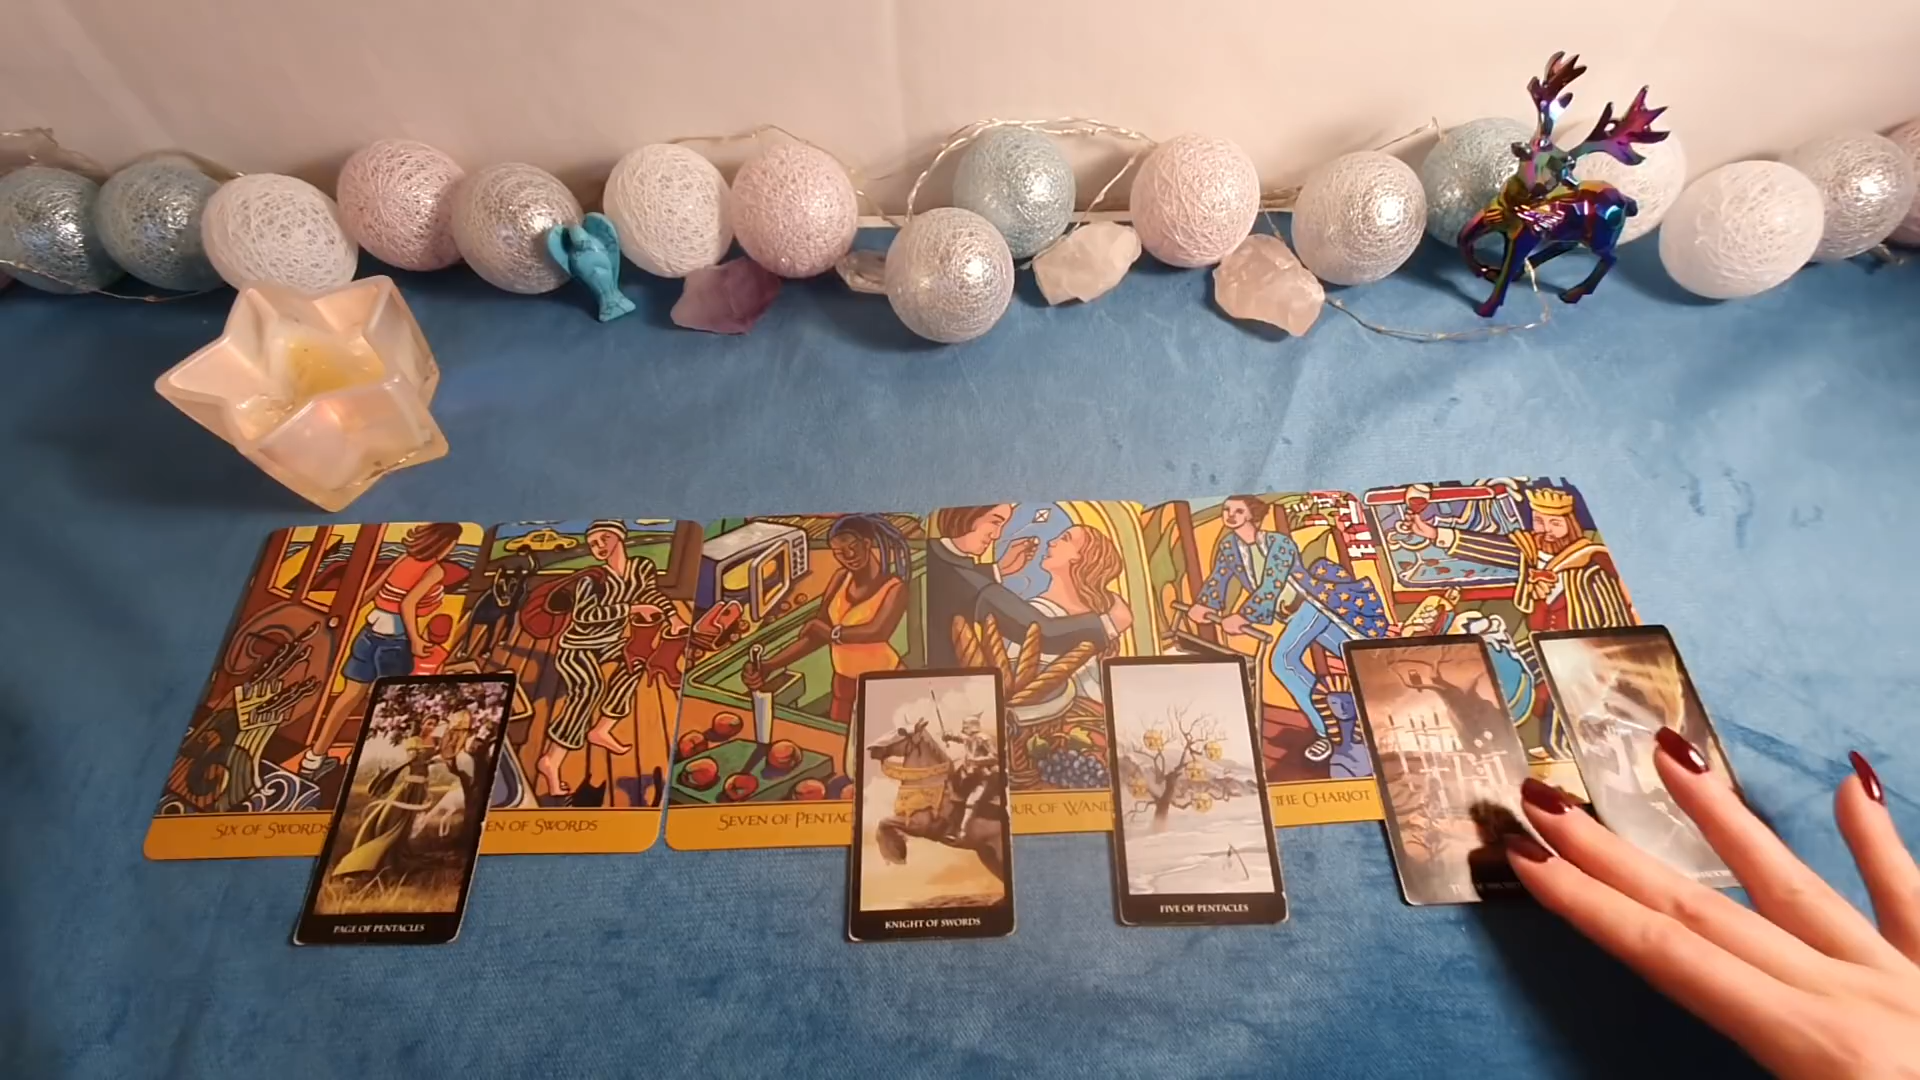 SIX OF SWORDS
EN OF SWORDS
SEVEN OF PENTAC
OUR OF WAND
THE CHARIOT
PAGE OF PENTACLES
KNIGHT OF SWORDS
FIVE OF PENTACLES